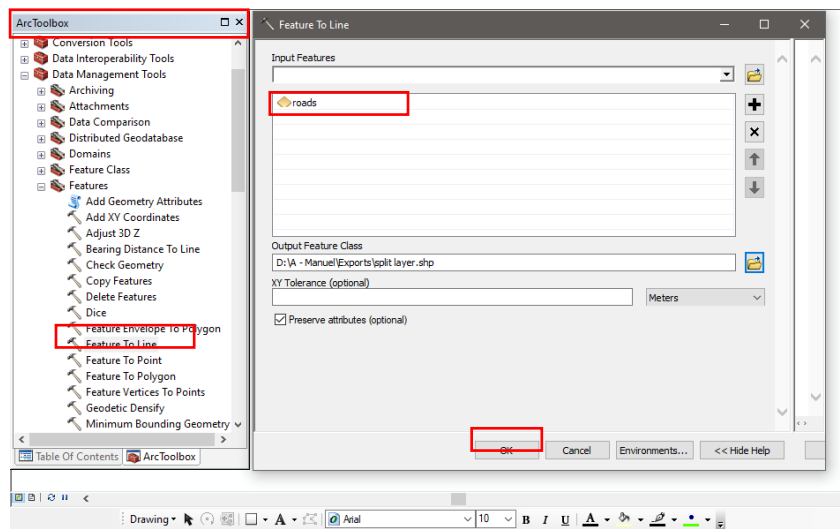 ArcToolbox
Conversion Tools
Data Interoperability Tools
Data Management Tools
Archiving
Attachments
Data Comparison
Distributed Geodatabase
Domains
Feature Class
Features
Add Geometry Attributes
Add XY Coordinates
Adjust 3D Z
Bearing Distance To Line
Check Geometry
Copy Features
Delete Features
Dice
Feature Envelope To Polygon
Feature To Line
Feature To Point
Feature To Polygon
Feature Vertices To Points
Geodetic Densify
Minimum Bounding Geometry
Table Of Contents
ArcToolbox
Feature To Line
Input Features
roads
Output Feature Class
D:\A - Manuel\Exports\split layer.shp
XY Tolerance (optional)
Meters
Preserve attributes (optional)
OK
Cancel
Environments...
<< Hide Help
Drawing
A
Arial
10
B I U A